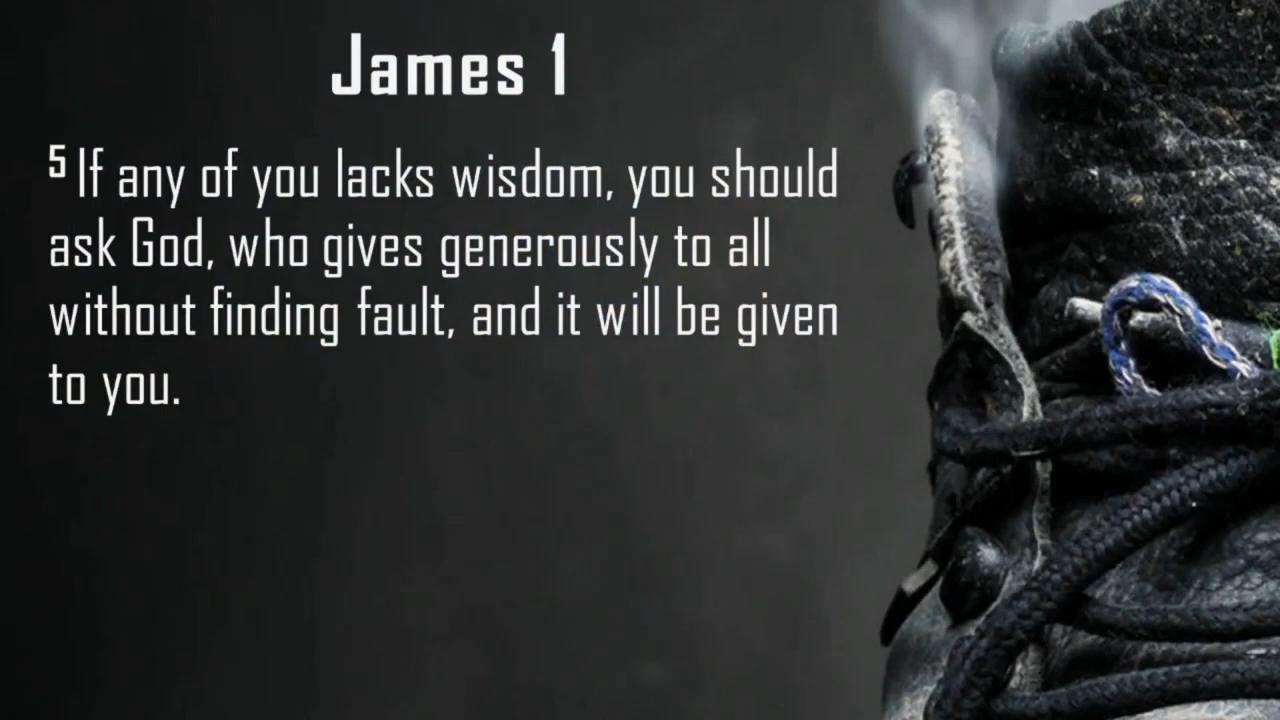 James 1
5 If any of you lacks wisdom, you should
ask God, who gives generously to all
without finding fault, and it will be given
to you.